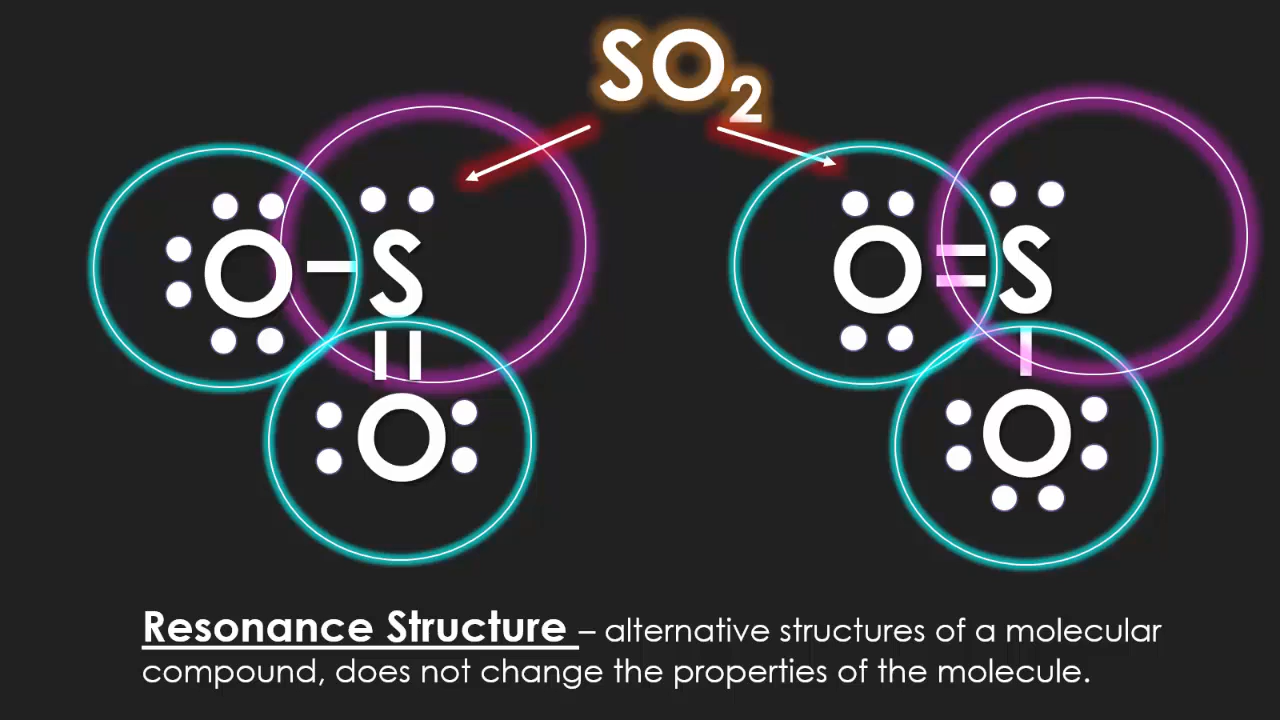 SO₂
O – S O = S
|| |
O O
Resonance Structure – alternative structures of a molecular
compound, does not change the properties of the molecule.